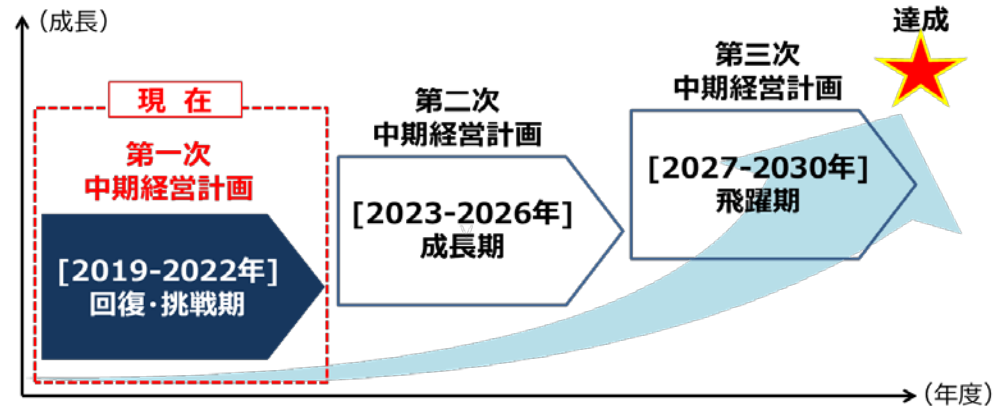 (成長)
現 在
第一次
中期経営計画
[2019-2022年]
回復・挑戦期
第二次
中期経営計画
[2023-2026年]
成長期
第三次
中期経営計画
[2027-2030年]
飛躍期
達成
(年度)